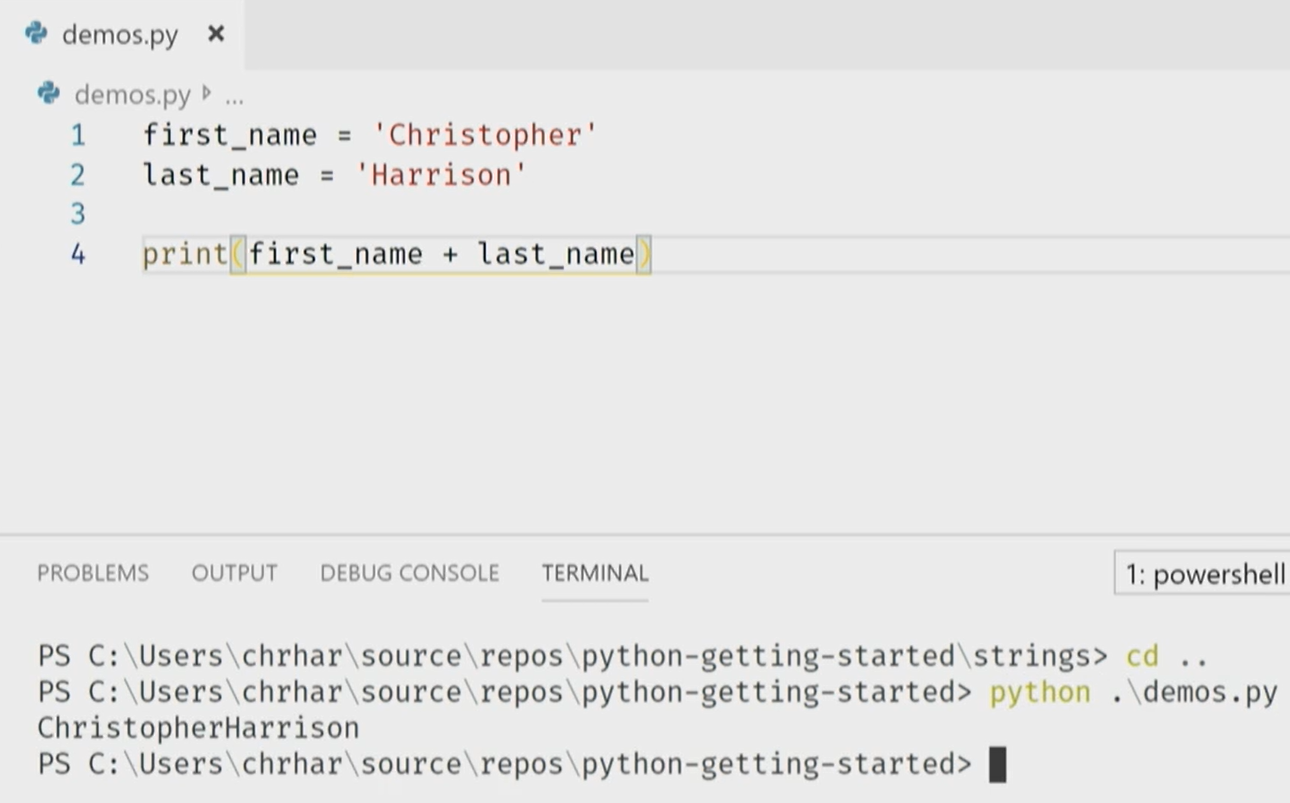 demos.py ×
demos.py ▷ ...
1 first_name = 'Christopher'
2 last_name = 'Harrison'
3
4 print(first_name + last_name)
PROBLEMS OUTPUT DEBUG CONSOLE TERMINAL 1: powershell
PS C:\Users\chrhar\source\repos\python-getting-started\strings> cd ..
PS C:\Users\chrhar\source\repos\python-getting-started> python .\demos.py
ChristopherHarrison
PS C:\Users\chrhar\source\repos\python-getting-started>